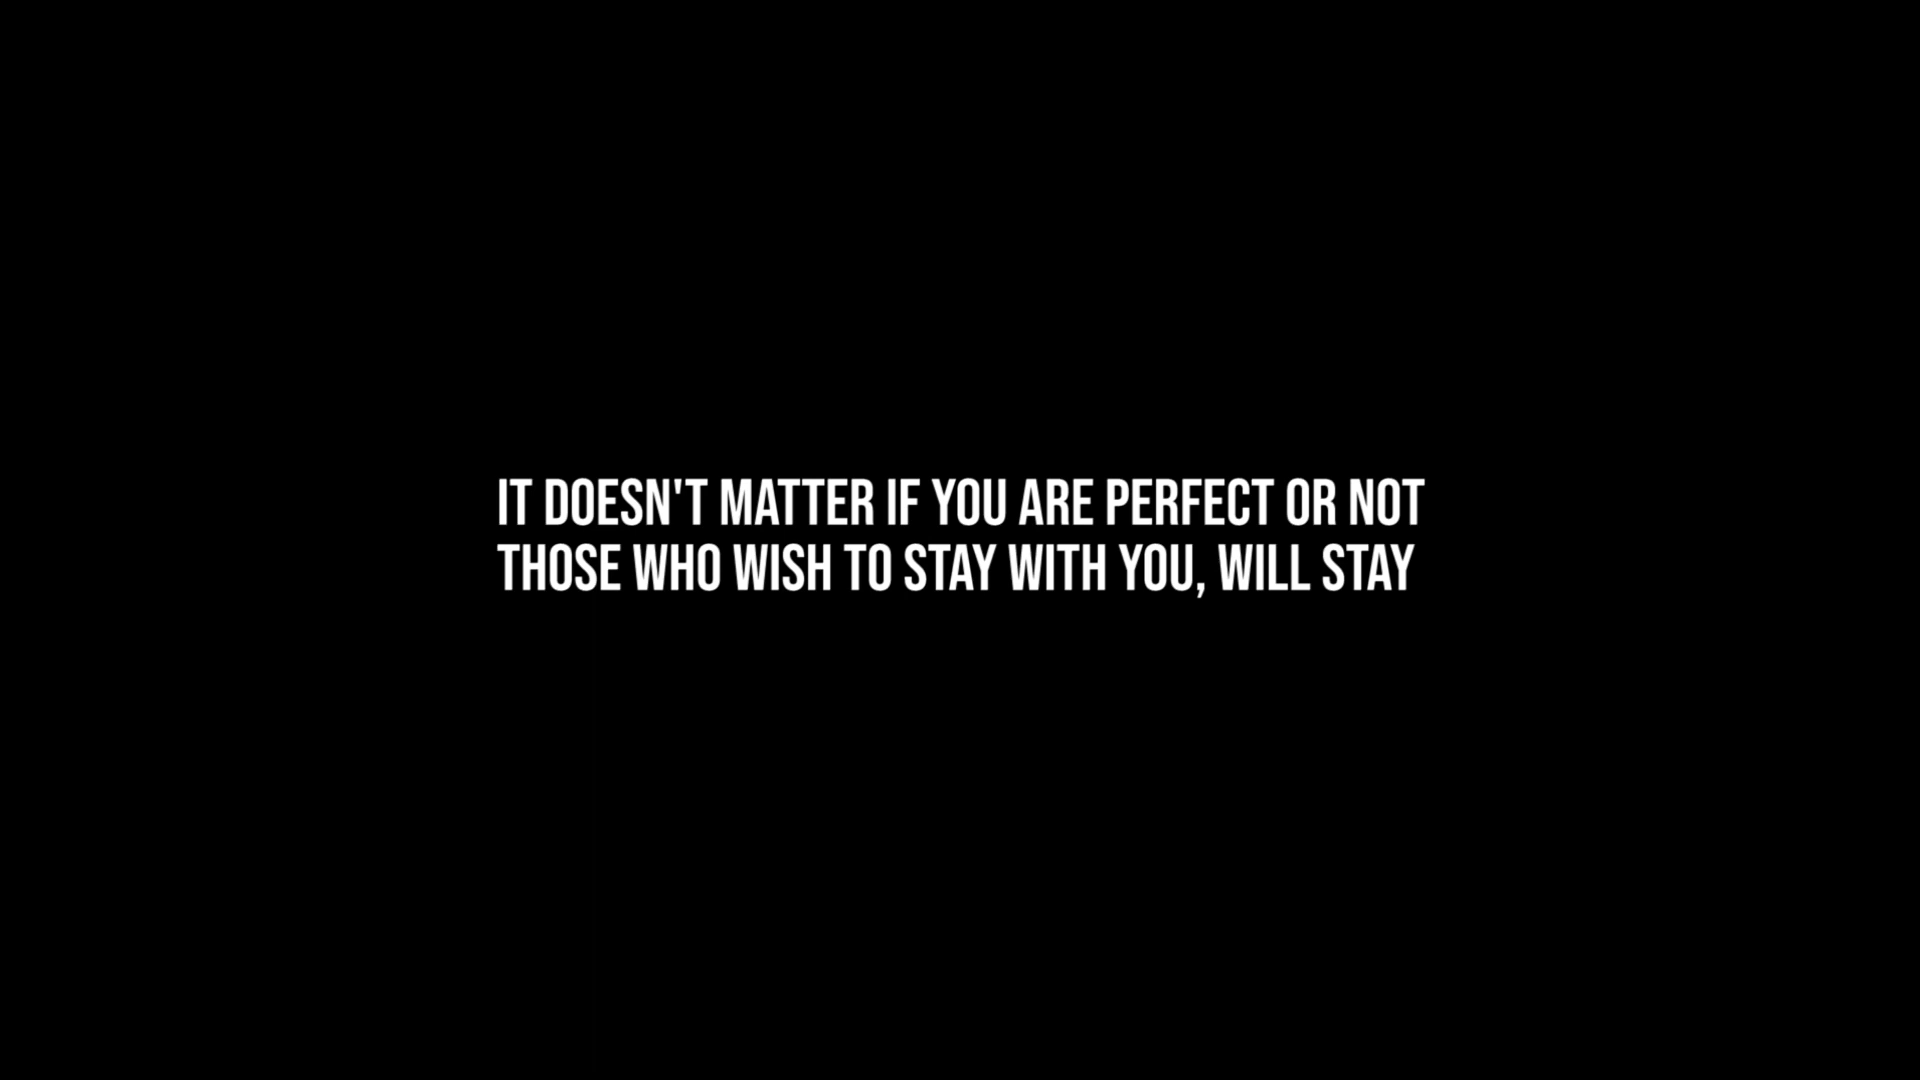 IT DOESN'T MATTER IF YOU ARE PERFECT OR NOT
THOSE WHO WISH TO STAY WITH YOU, WILL STAY